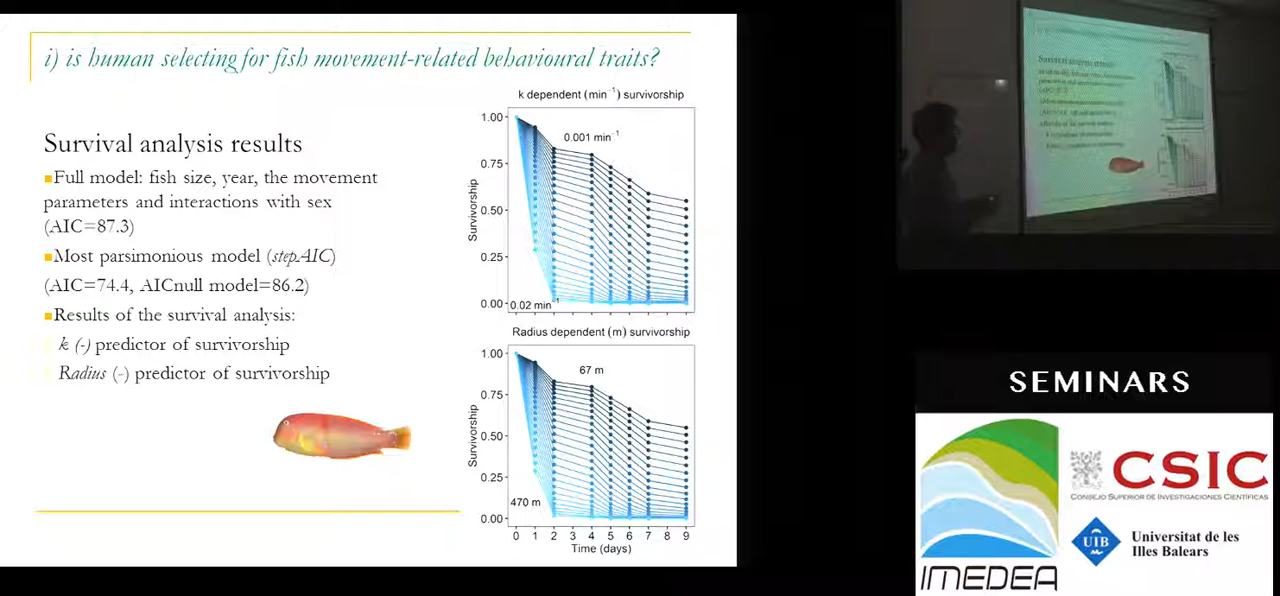 i) is human selecting for fish movement-related behavioural traits?
Survival analysis results
Full model: fish size, year, the movement
parameters and interactions with sex
(AIC=87.3)
Most parsimonious model (stepAIC)
(AIC=74.4, AICnull model=86.2)
Results of the survival analysis:
k (-) predictor of survivorship
Radius (-) predictor of survivorship
k dependent (min⁻¹) survivorship
Survivorship
1.00
0.75
0.50
0.25
0.00
0.001 min⁻¹
0.02 min⁻¹
Radius dependent (m) survivorship
Survivorship
1.00
0.75
0.50
0.25
0.00
67 m
470 m
0 1 2 3 4 5 6 7 8 9
Time (days)
Survival analysis results
SEMINARS
IMEDEA
CSIC
CONSEJO SUPERIOR DE INVESTIGACIONES CIENTÍFICAS
UIB
Universitat de les
Illes Balears